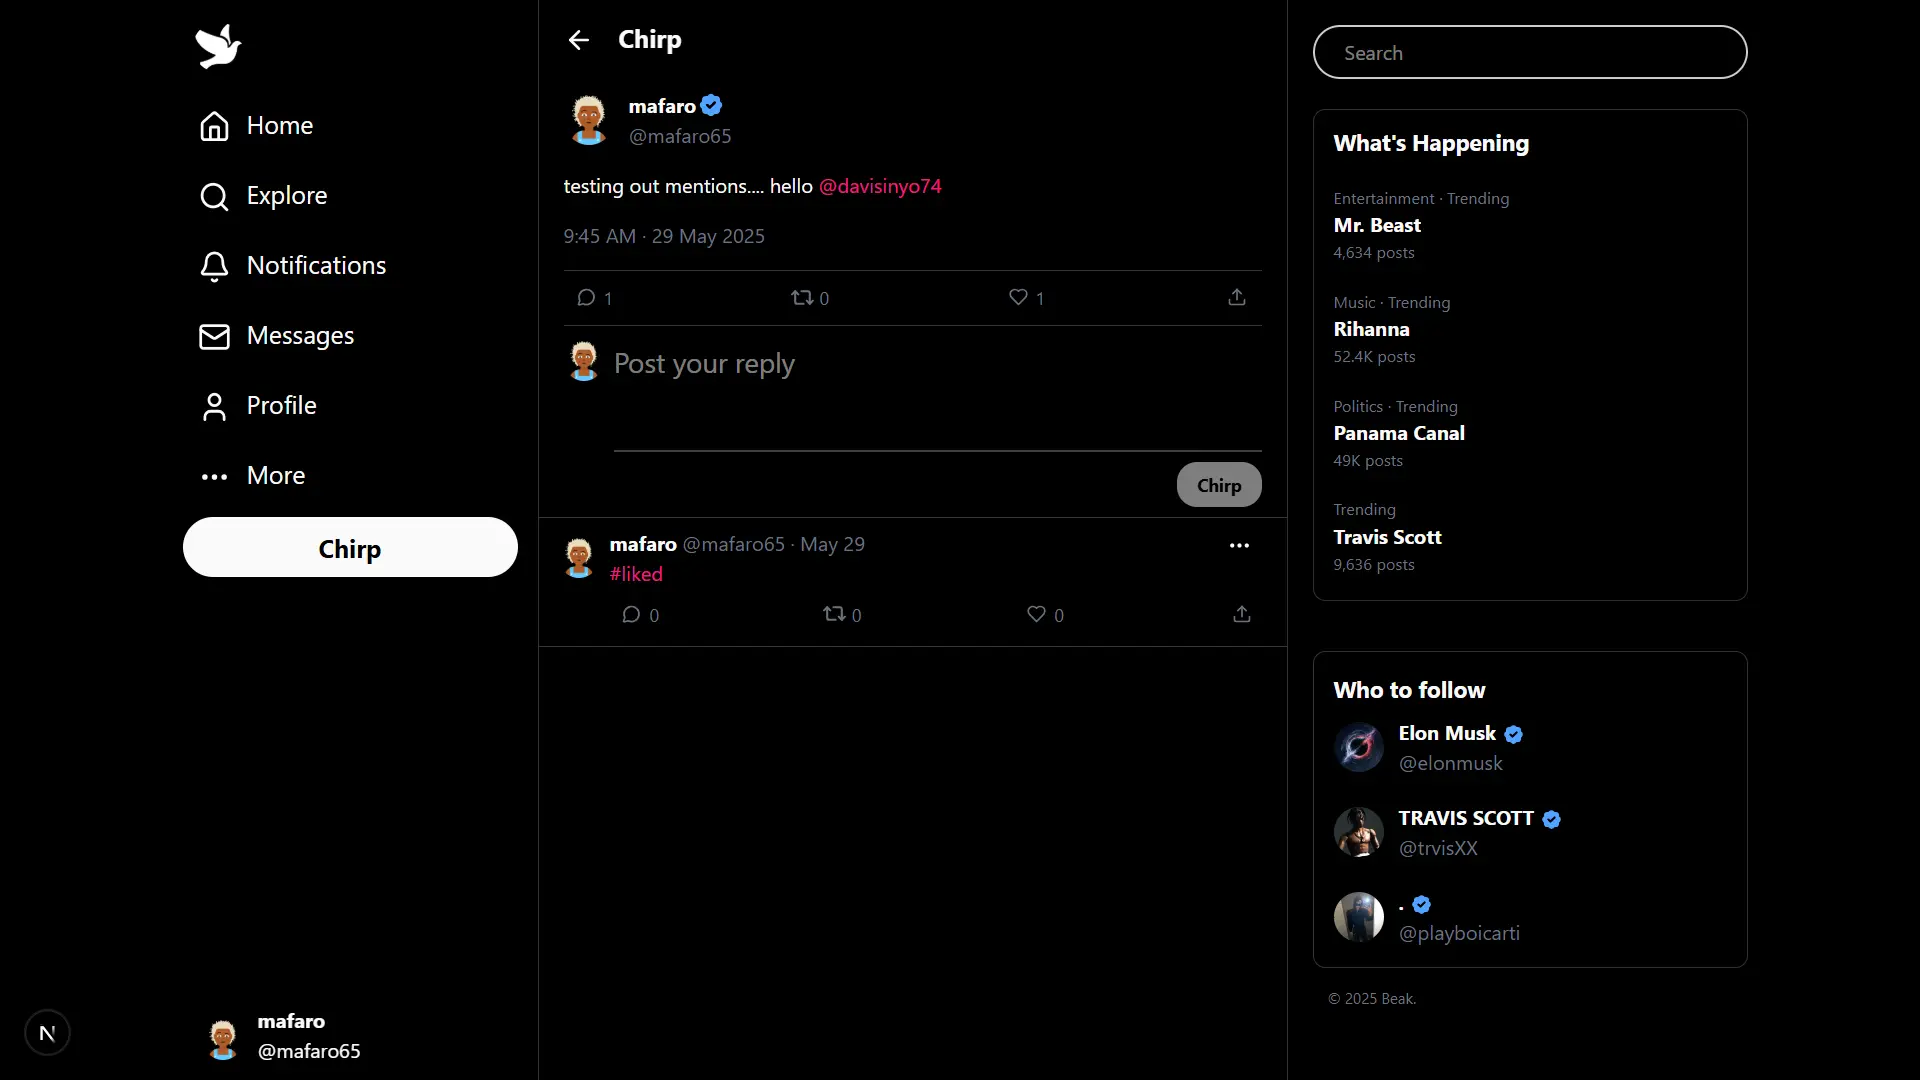 Home
Explore
Notifications
Messages
Profile
More
Chirp
mafaro
@mafaro65
N
Chirp
mafaro
@mafaro65
testing out mentions.... hello @davisinyo74
9:45 AM · 29 May 2025
1 0 1
Post your reply
Chirp
mafaro @mafaro65 · May 29
#liked
0 0 0
Search
What's Happening
Entertainment · Trending
Mr. Beast
4,634 posts
Music · Trending
Rihanna
52.4K posts
Politics · Trending
Panama Canal
49K posts
Trending
Travis Scott
9,636 posts
Who to follow
Elon Musk
@elonmusk
TRAVIS SCOTT
@trvisXX
.
@playboicarti
© 2025 Beak.